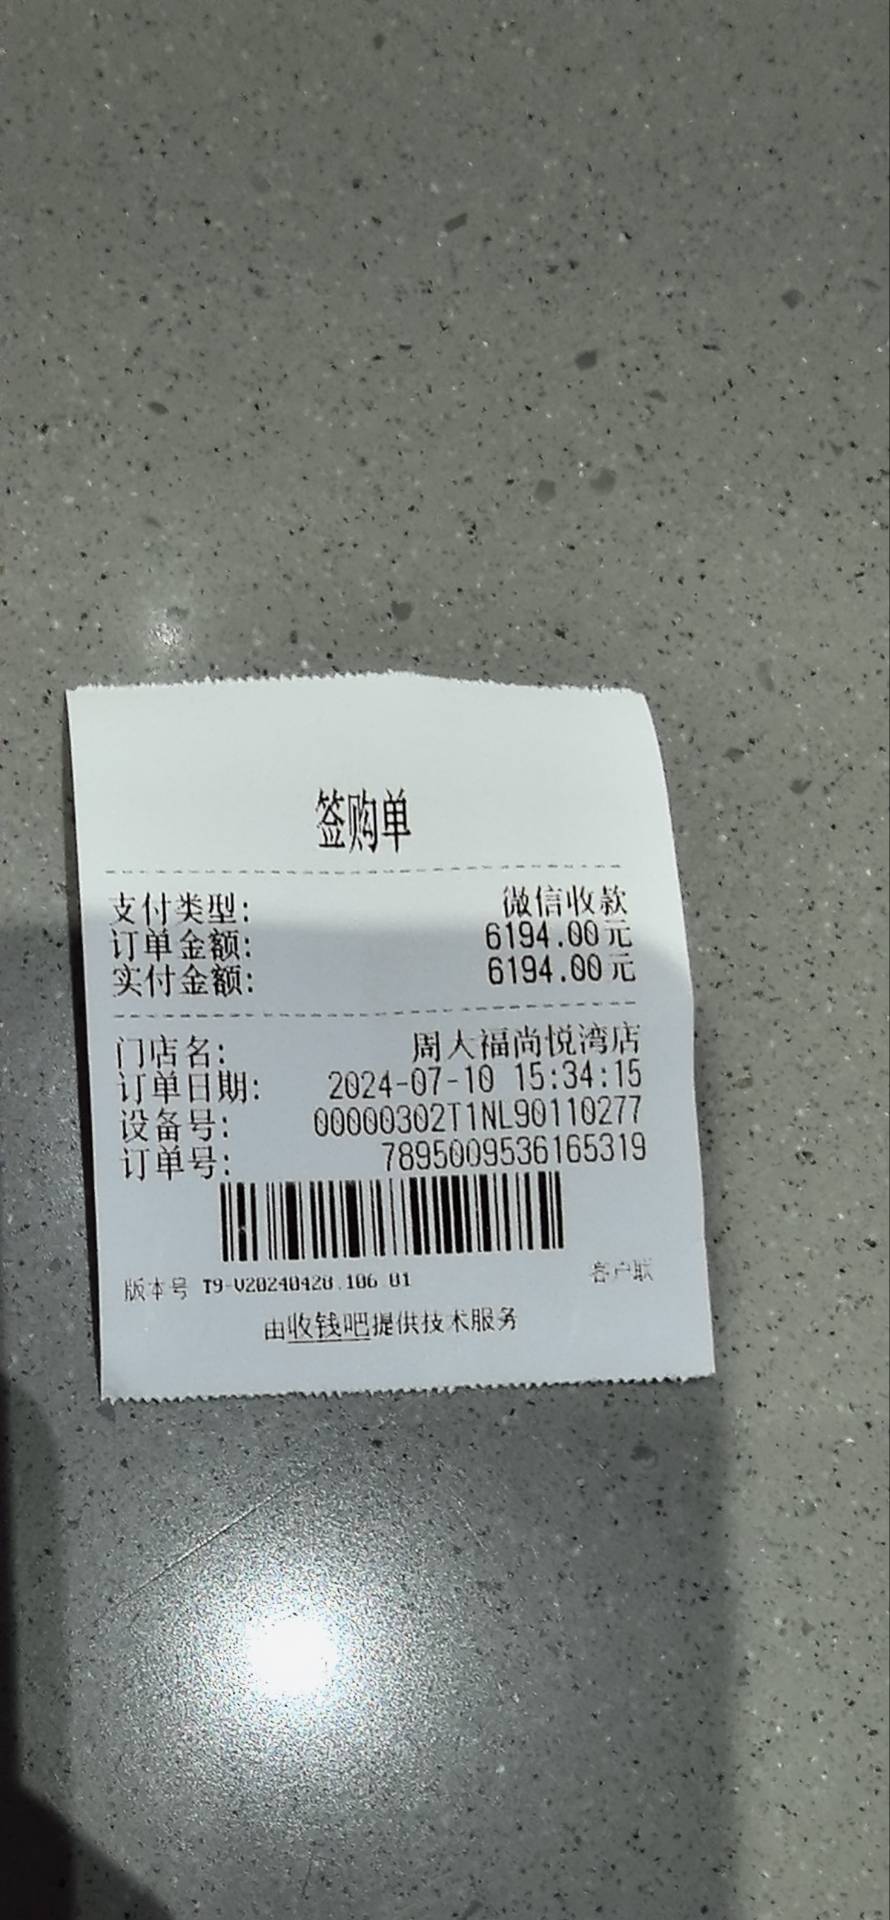 签购单
支付类型: 微信收款
订单金额: 6194.00元
实付金额: 6194.00元
门店名: 周大福尚悦湾店
订单日期: 2024-07-10 15:34:15
设备号: 00000302T1NL90110277
订单号: 7895009536165319
版本号 T9-V20240428.106 01 客户联
由收钱吧提供技术服务